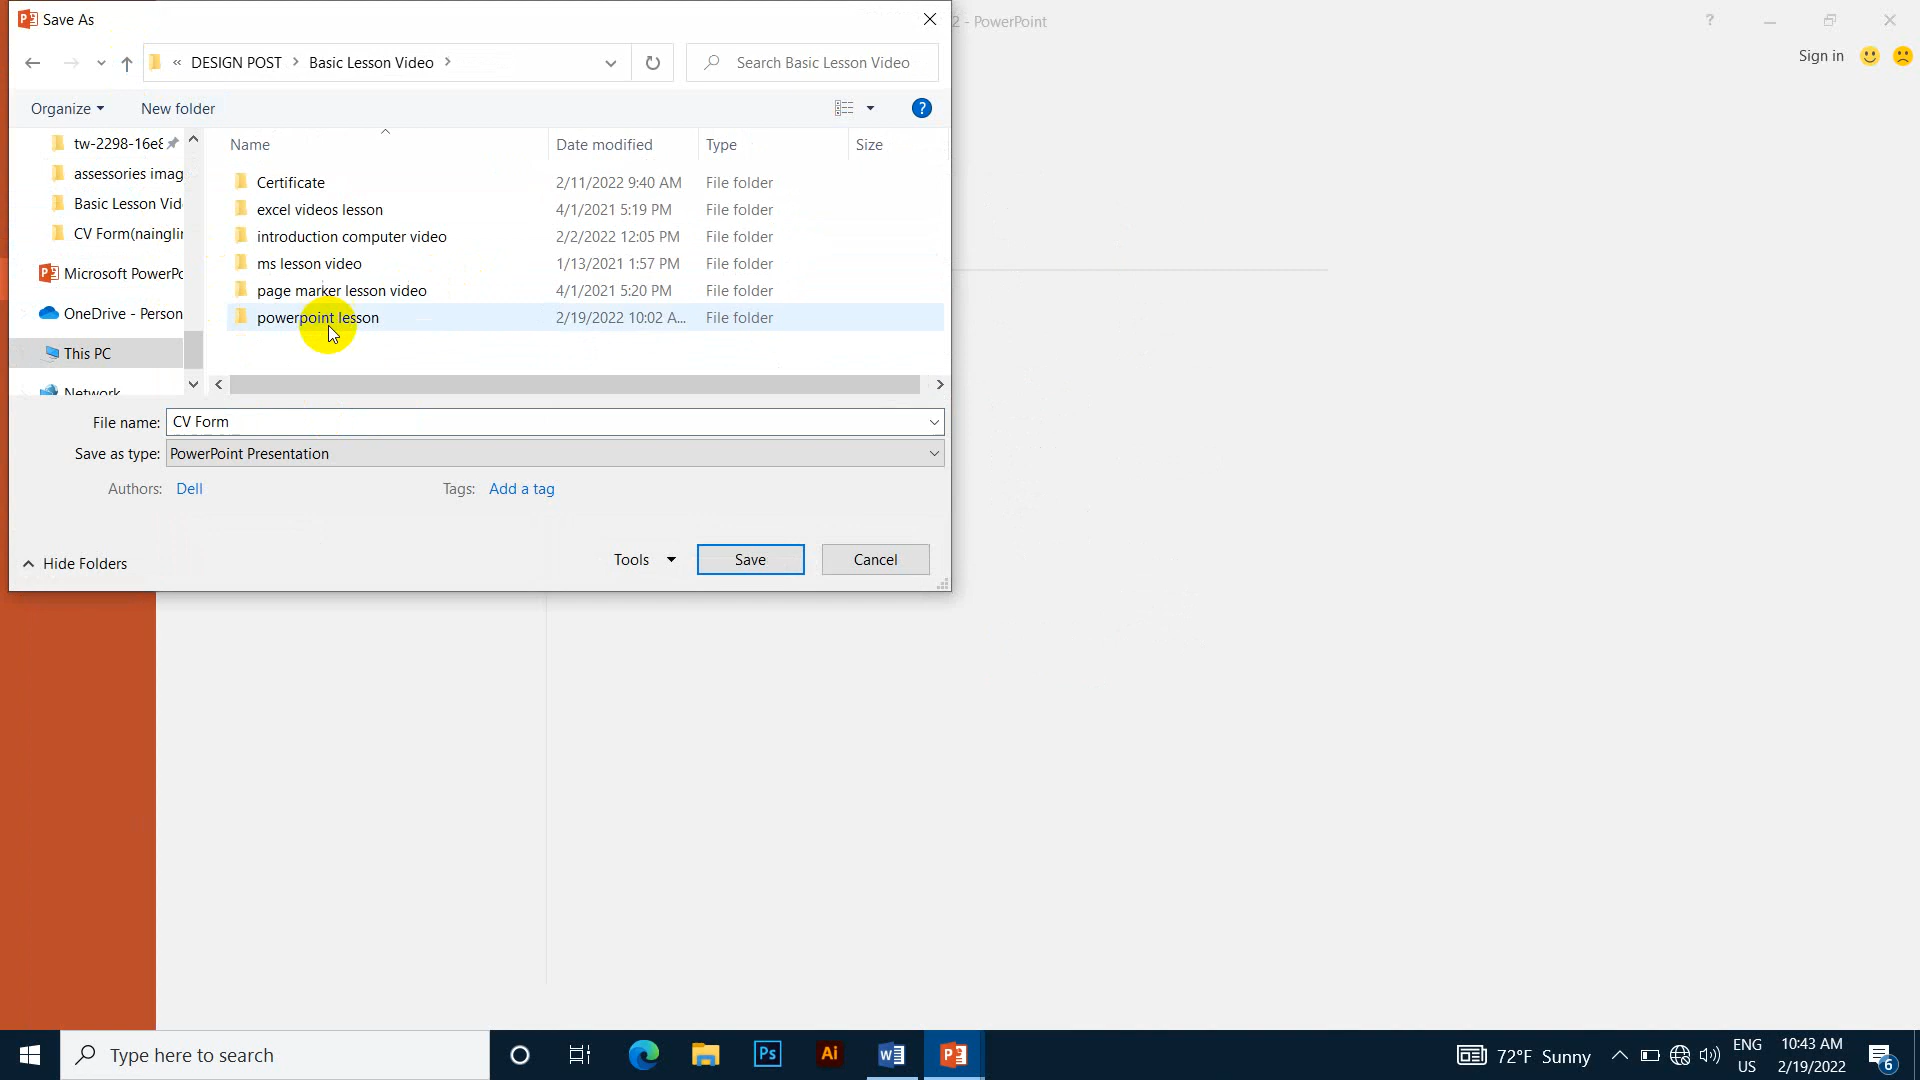 Save As
2 - PowerPoint
?
Sign in
« DESIGN POST > Basic Lesson Video >
Search Basic Lesson Video
Organize
New folder
?
Name Date modified Type Size
tw-2298-16e8
assessories imag
Basic Lesson Vid
CV Form(nainglin
Microsoft PowerPo
OneDrive - Person
This PC
Network
Certificate 2/11/2022 9:40 AM File folder
excel videos lesson 4/1/2021 5:19 PM File folder
introduction computer video 2/2/2022 12:05 PM File folder
ms lesson video 1/13/2021 1:57 PM File folder
page marker lesson video 4/1/2021 5:20 PM File folder
powerpoint lesson 2/19/2022 10:02 A... File folder
File name: CV Form
Save as type: PowerPoint Presentation
Authors: Dell
Tags: Add a tag
Hide Folders
Tools
Save
Cancel
Type here to search
Ps
Ai
W
P
72°F Sunny
ENG
US
10:43 AM
2/19/2022
6